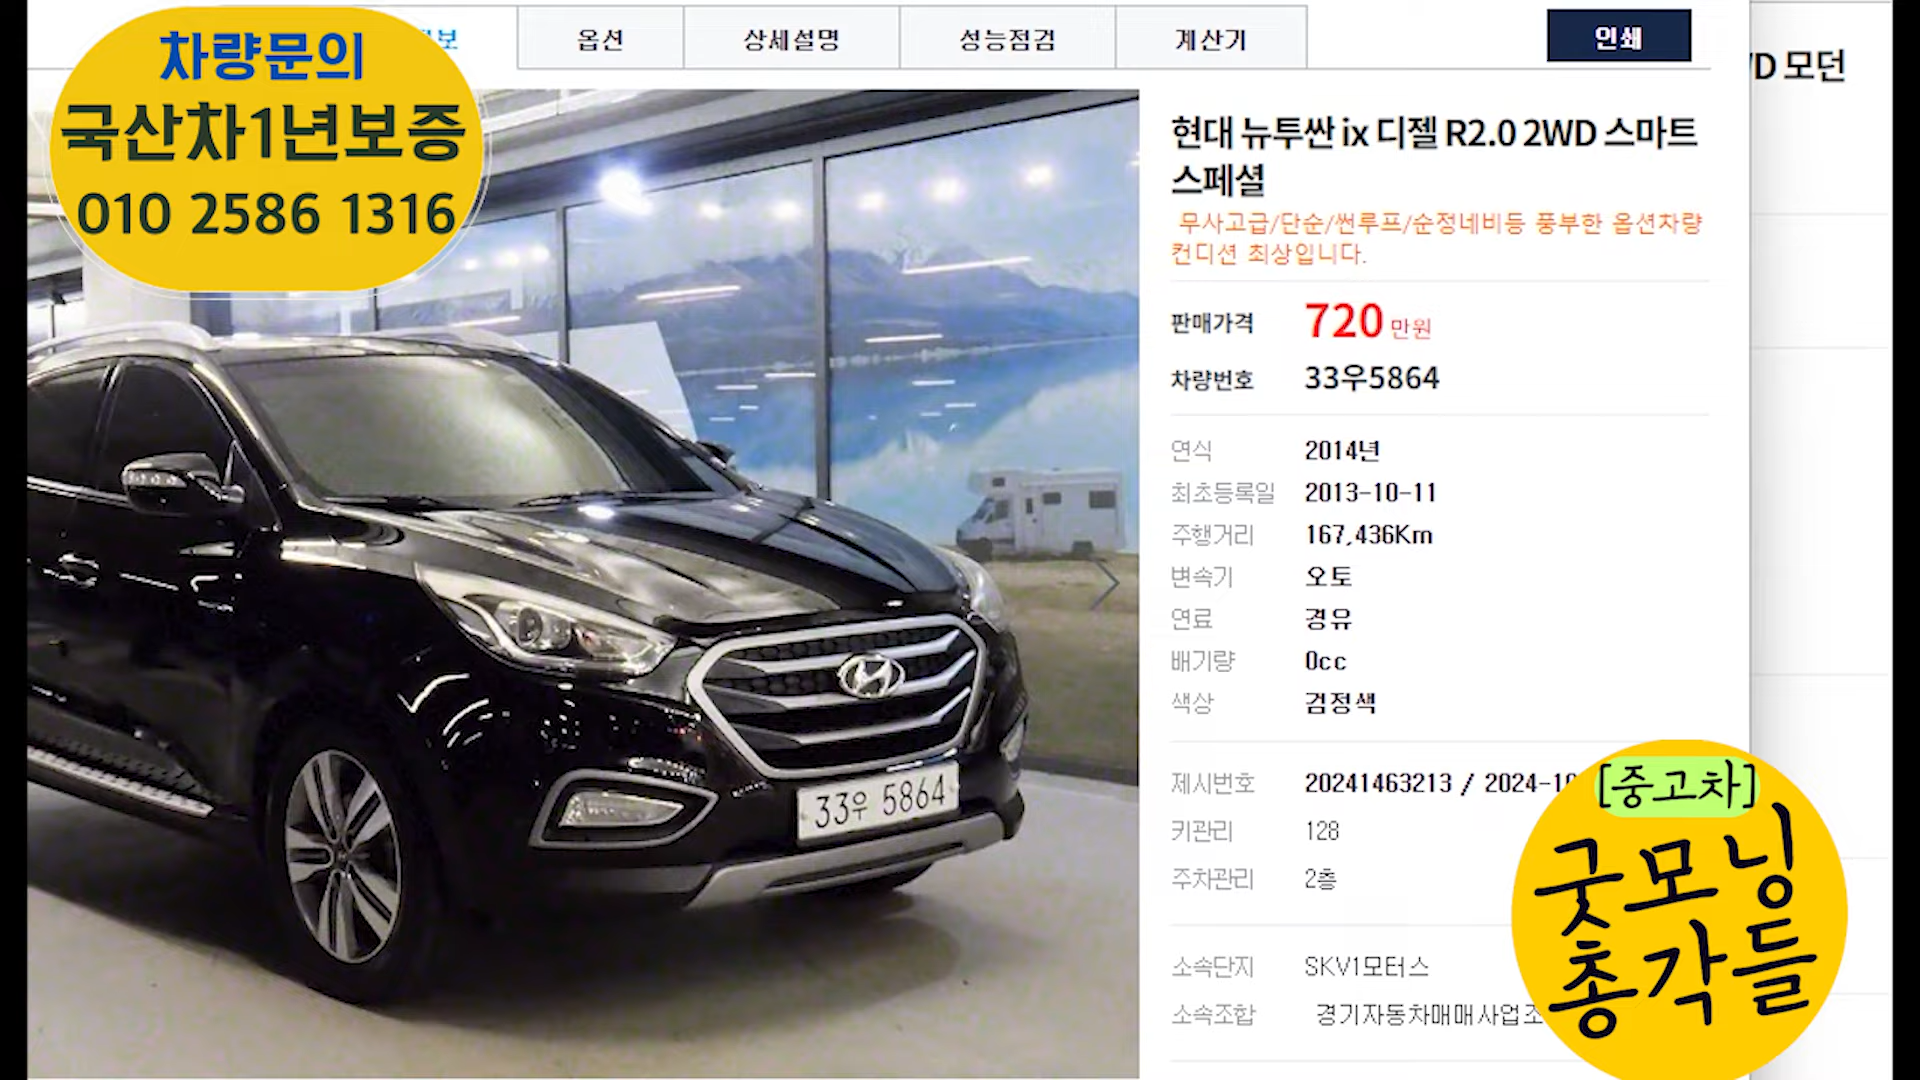 차량문의
국산차1년보증
010 2586 1316
옵션
상세설명
성능점검
계산기
인쇄
모던
현대 뉴투싼 ix 디젤 R2.0 2WD 스마트
스페셜
무사고급/단순/썬루프/순정네비등 풍부한 옵션차량
컨디션 최상입니다.
판매가격 720 만원
차량번호 33우5864
연식 2014년
최초등록일 2013-10-11
주행거리 167,436Km
변속기 오토
연료 경유
배기량 0cc
색상 검정색
33우 5864
제시번호 20241463213 / 2024-10
키관리 128
주차관리 2층
소속단지 SKV1모터스
소속조합 경기자동차매매사업조
[중고차]
굿모닝
총각들